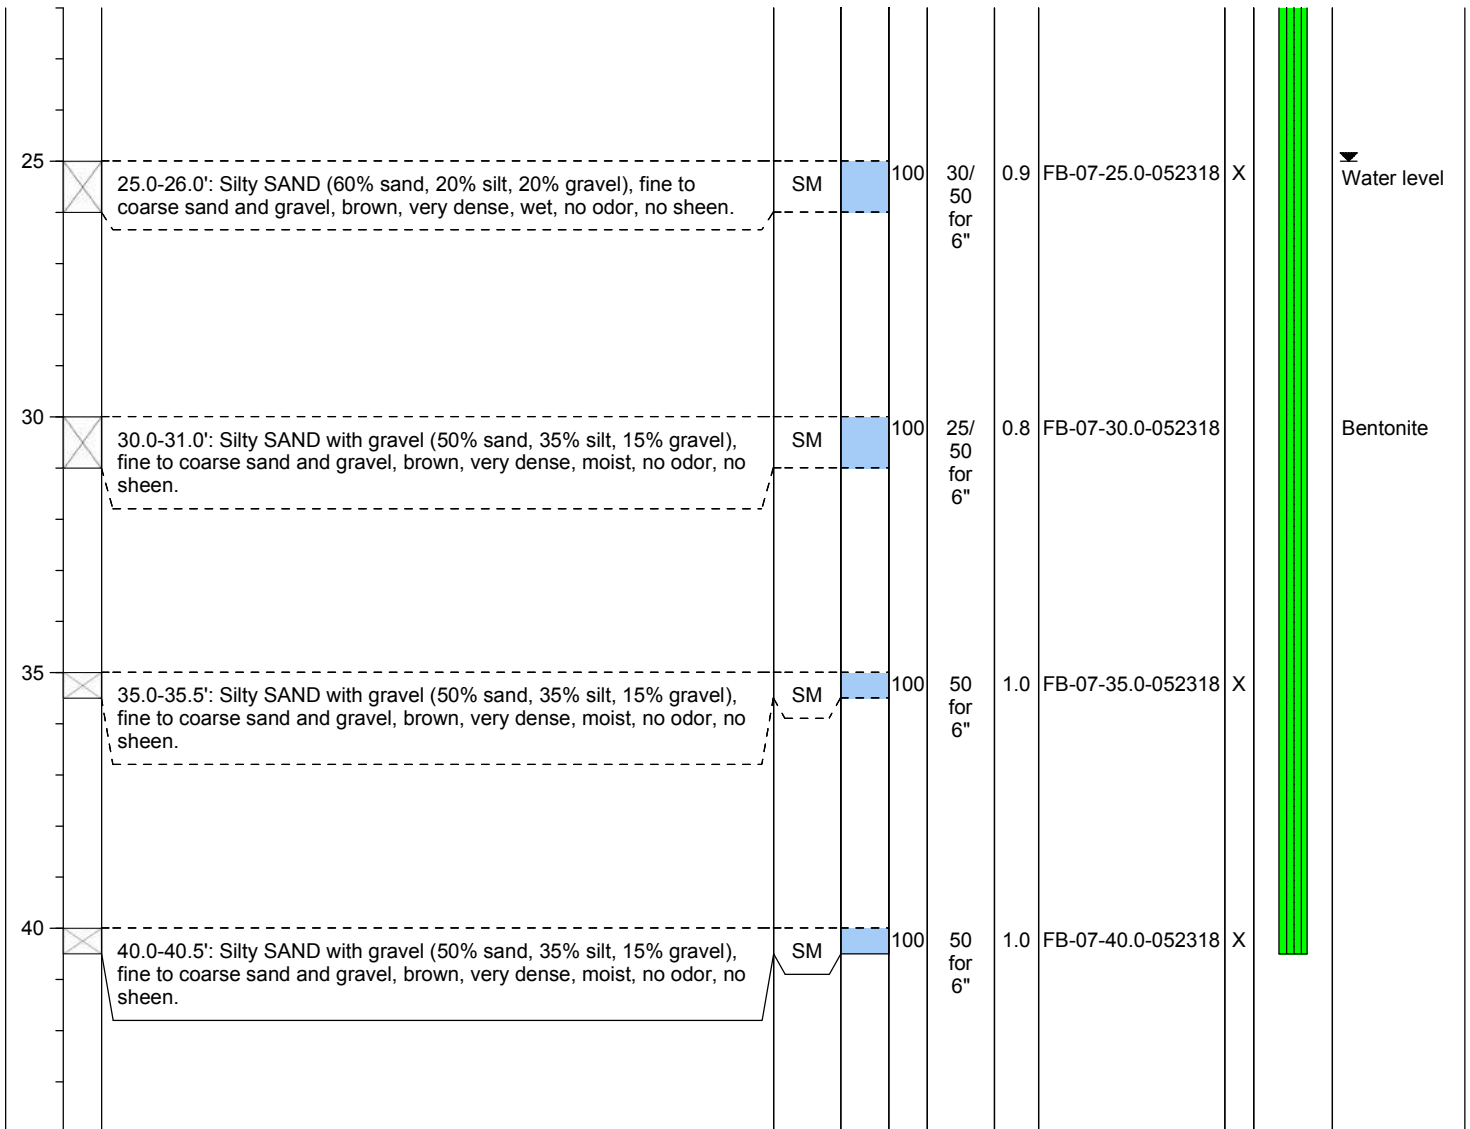 25
25.0-26.0': Silty SAND (60% sand, 20% silt, 20% gravel), fine to
coarse sand and gravel, brown, very dense, wet, no odor, no sheen.
SM
100
30/
50
for
6"
0.9
FB-07-25.0-052318
X
Water level
30
30.0-31.0': Silty SAND with gravel (50% sand, 35% silt, 15% gravel),
fine to coarse sand and gravel, brown, very dense, moist, no odor, no
sheen.
SM
100
25/
50
for
6"
0.8
FB-07-30.0-052318
Bentonite
35
35.0-35.5': Silty SAND with gravel (50% sand, 35% silt, 15% gravel),
fine to coarse sand and gravel, brown, very dense, moist, no odor, no
sheen.
SM
100
50
for
6"
1.0
FB-07-35.0-052318
X
40
40.0-40.5': Silty SAND with gravel (50% sand, 35% silt, 15% gravel),
fine to coarse sand and gravel, brown, very dense, moist, no odor, no
sheen.
SM
100
50
for
6"
1.0
FB-07-40.0-052318
X